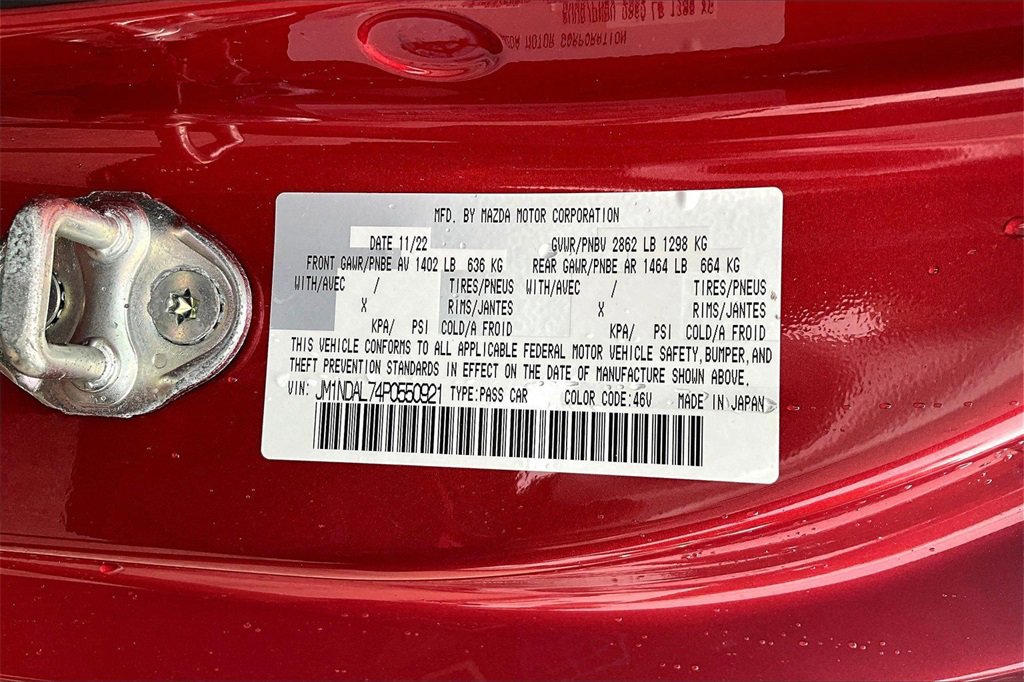 MFD. BY MAZDA MOTOR CORPORATION
DATE 11/22 GVWR/PNBV 2862 LB 1298 KG
FRONT GAWR/PNBE AV 1402 LB 636 KG REAR GAWR/PNBE AR 1464 LB 664 KG
WITH/AVEC / TIRES/PNEUS WITH/AVEC / TIRES/PNEUS
X RIMS/JANTES X RIMS/JANTES
KPA/ PSI COLD/A FROID KPA/ PSI COLD/A FROID
THIS VEHICLE CONFORMS TO ALL APPLICABLE FEDERAL MOTOR VEHICLE SAFETY, BUMPER, AND
THEFT PREVENTION STANDARDS IN EFFECT ON THE DATE OF MANUFACTURE SHOWN ABOVE.
VIN: JM1NDAL74P0550921 TYPE:PASS CAR COLOR CODE:46V MADE IN JAPAN